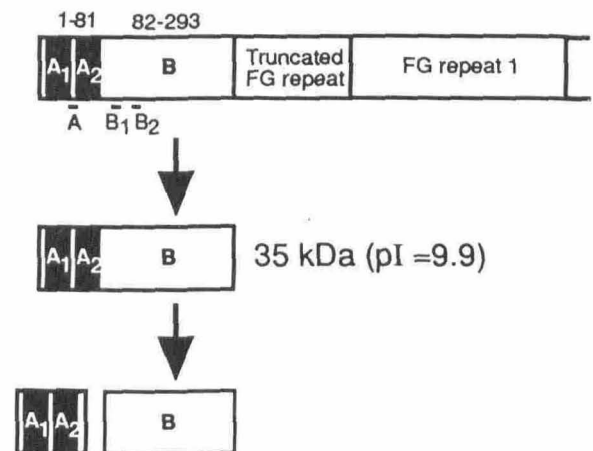 1-81 82-293
A1 A2 B Truncated FG repeat FG repeat 1
A B1 B2
A1 A2 B 35 kDa (pI =9.9)
A1 A2 B